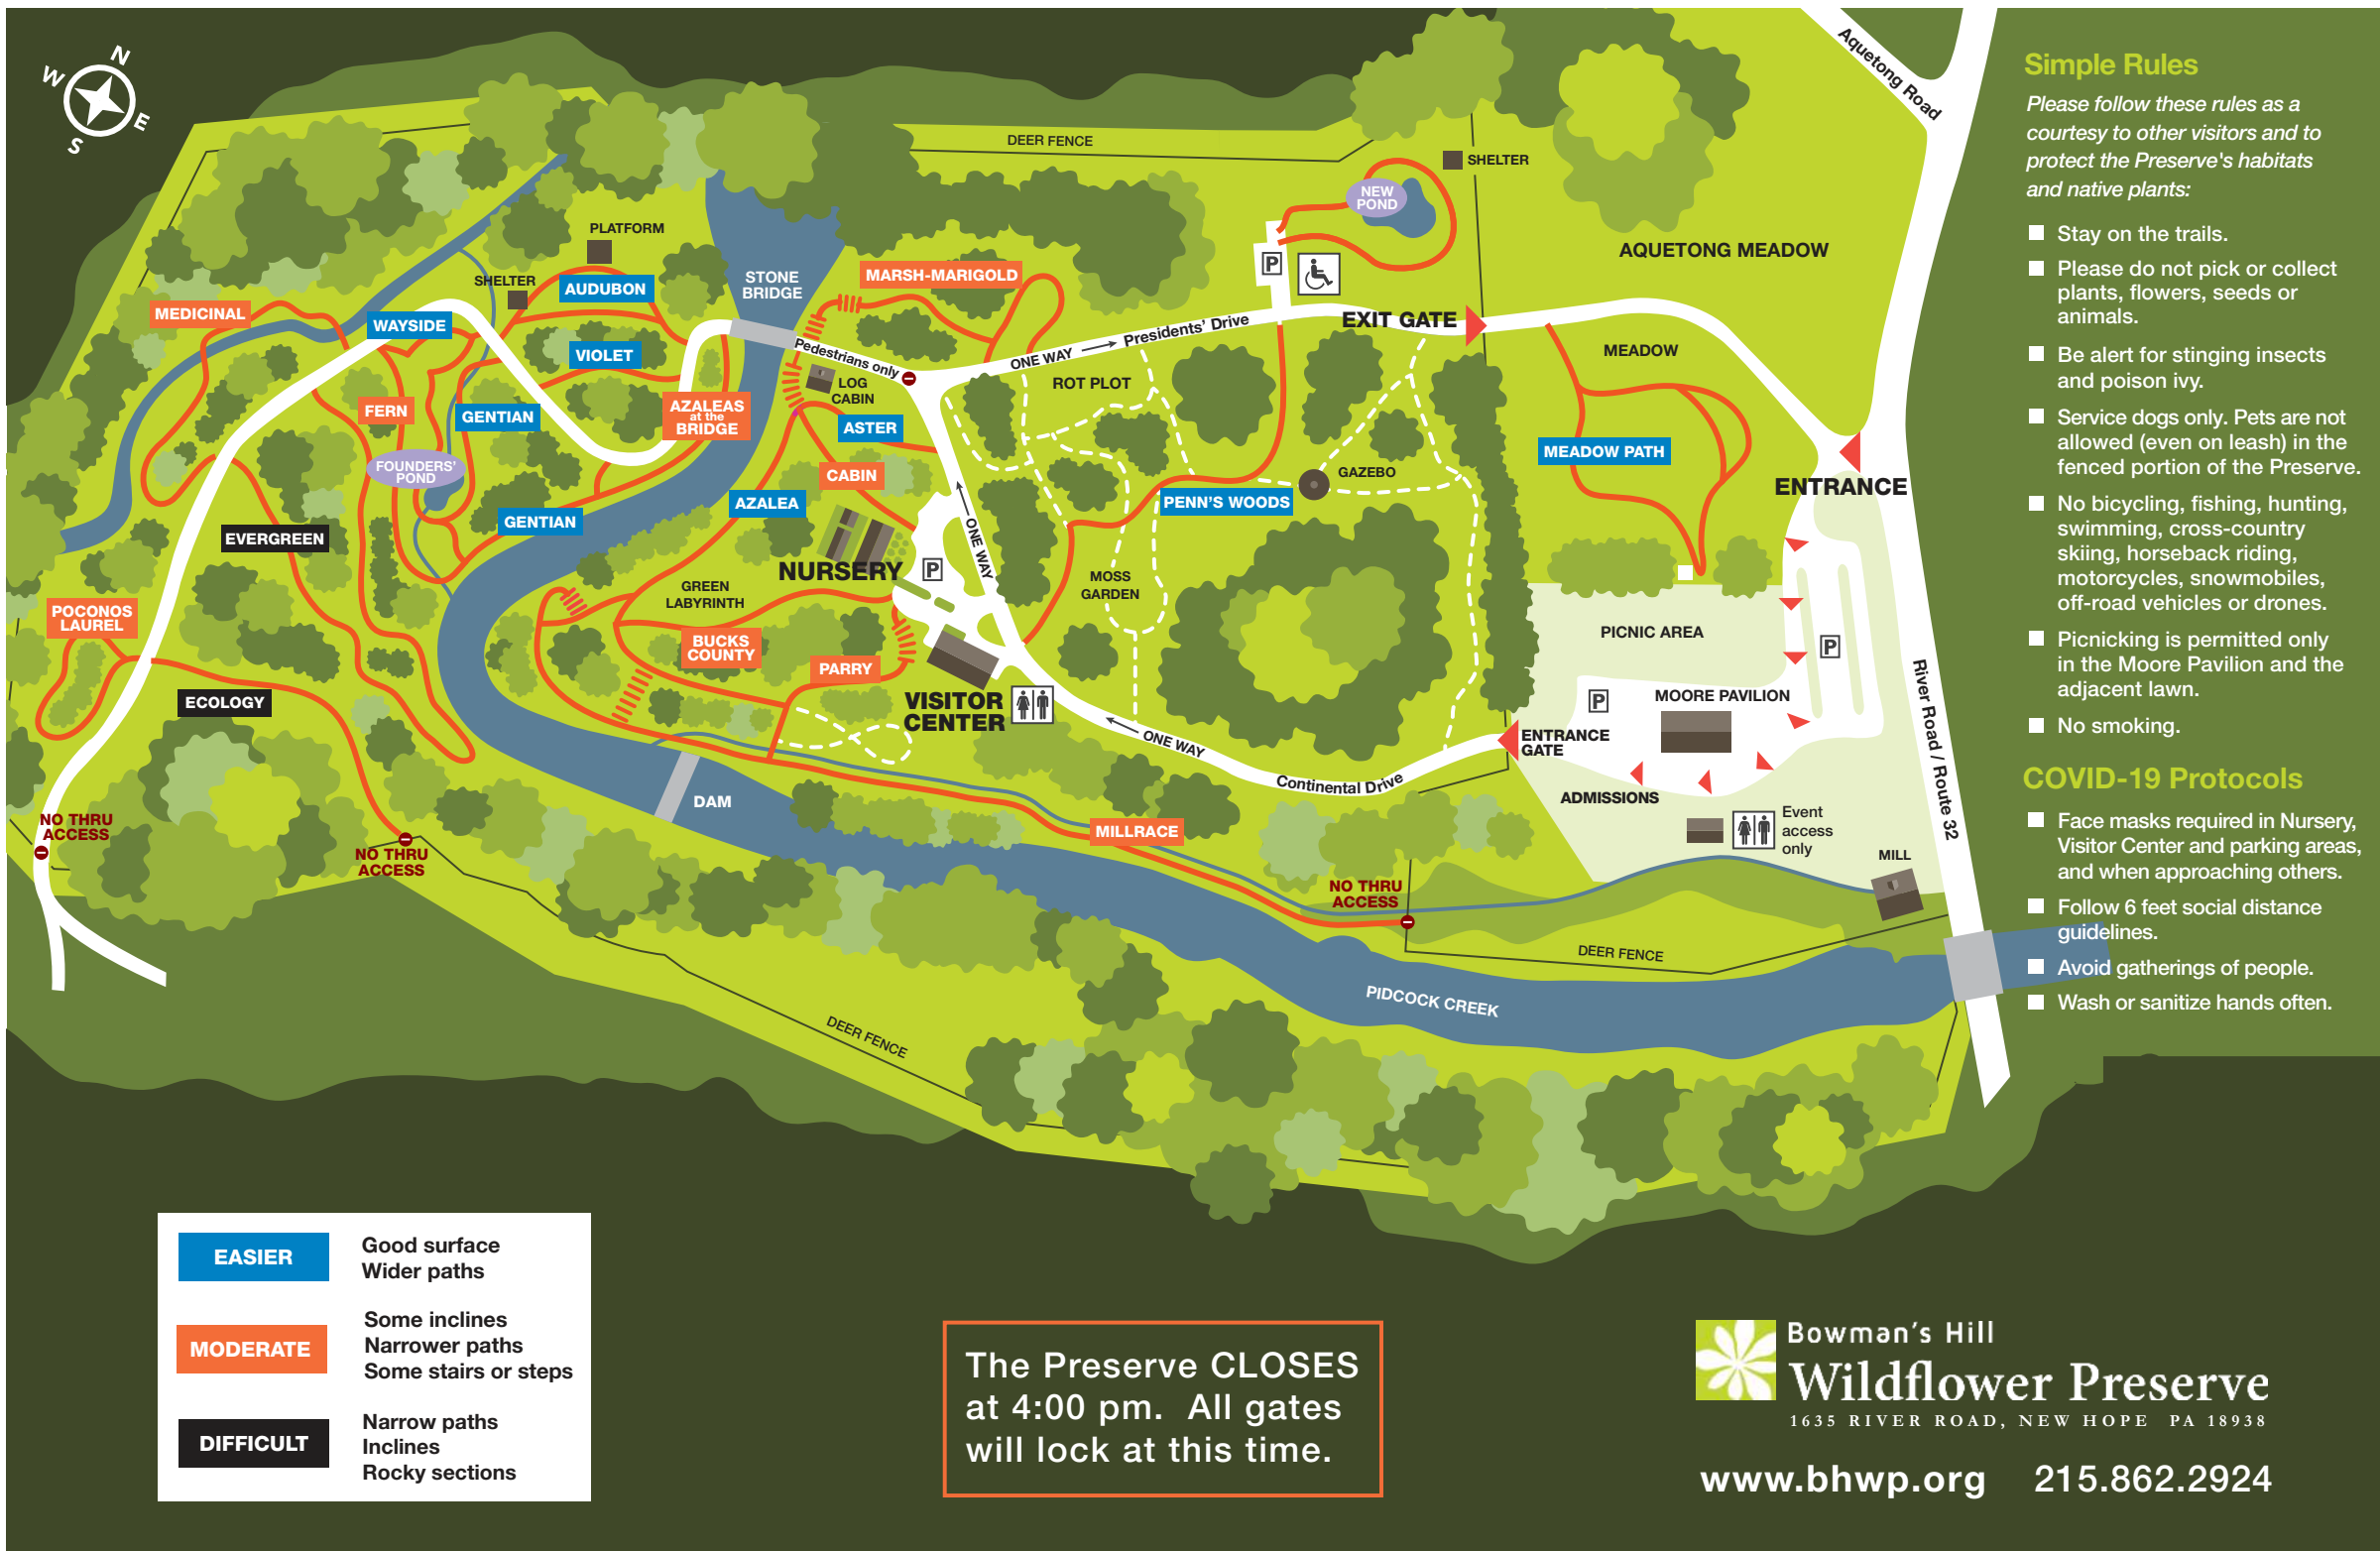 N
W
E
S
Aquetong Road
DEER FENCE
SHELTER
NEW
POND
AQUETONG MEADOW
PLATFORM
SHELTER
AUDUBON
STONE
BRIDGE
MARSH-MARIGOLD
P
MEDICINAL
WAYSIDE
VIOLET
Pedestrians only
ONE WAY
Presidents' Drive
EXIT GATE
MEADOW
LOG
CABIN
ROT PLOT
FERN
GENTIAN
AZALEAS
at the
BRIDGE
ASTER
MEADOW PATH
FOUNDERS'
POND
CABIN
GAZEBO
ENTRANCE
AZALEA
PENN'S WOODS
GENTIAN
EVERGREEN
ONE WAY
NURSERY
P
GREEN
LABYRINTH
MOSS
GARDEN
POCONOS
LAUREL
BUCKS
COUNTY
PARRY
PICNIC AREA
P
ECOLOGY
VISITOR
CENTER
P
MOORE PAVILION
River Road / Route 32
ONE WAY
ENTRANCE
GATE
Continental Drive
ADMISSIONS
DAM
NO THRU
ACCESS
NO THRU
ACCESS
MILLRACE
Event
access
only
MILL
NO THRU
ACCESS
DEER FENCE
PIDCOCK CREEK
DEER FENCE
Simple Rules
Please follow these rules as a
courtesy to other visitors and to
protect the Preserve's habitats
and native plants:
Stay on the trails.
Please do not pick or collect
plants, flowers, seeds or
animals.
Be alert for stinging insects
and poison ivy.
Service dogs only. Pets are not
allowed (even on leash) in the
fenced portion of the Preserve.
No bicycling, fishing, hunting,
swimming, cross-country
skiing, horseback riding,
motorcycles, snowmobiles,
off-road vehicles or drones.
Picnicking is permitted only
in the Moore Pavilion and the
adjacent lawn.
No smoking.
COVID-19 Protocols
Face masks required in Nursery,
Visitor Center and parking areas,
and when approaching others.
Follow 6 feet social distance
guidelines.
Avoid gatherings of people.
Wash or sanitize hands often.
EASIER
Good surface
Wider paths
MODERATE
Some inclines
Narrower paths
Some stairs or steps
DIFFICULT
Narrow paths
Inclines
Rocky sections
The Preserve CLOSES
at 4:00 pm. All gates
will lock at this time.
Bowman's Hill
Wildflower Preserve
1635 RIVER ROAD, NEW HOPE PA 18938
www.bhwp.org 215.862.2924